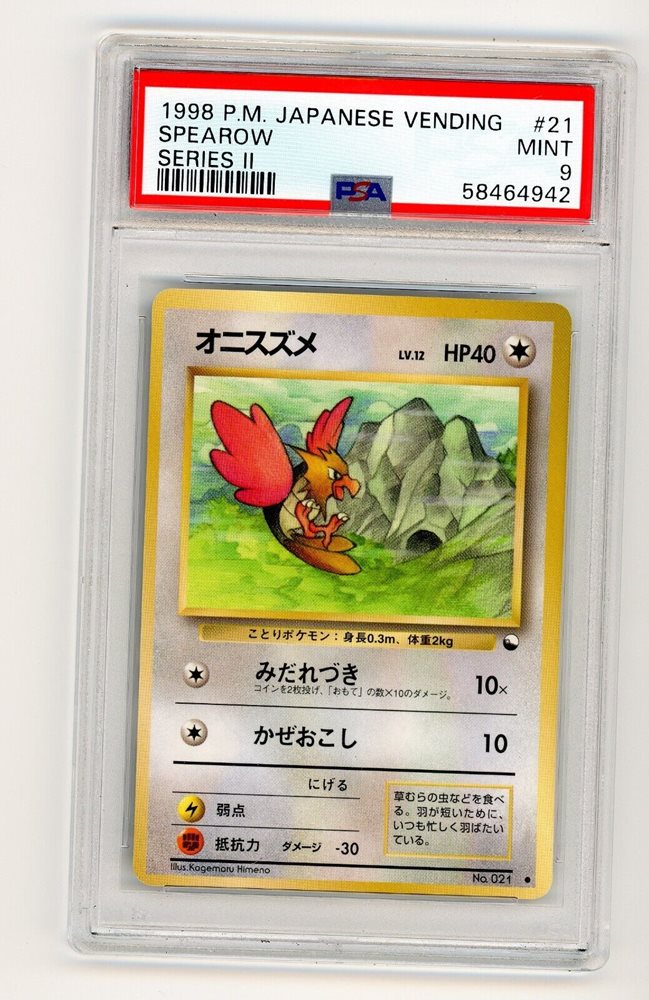 1998 P.M. JAPANESE VENDING #21
SPEAROW MINT
SERIES II 9
PSA 58464942
オニスズメ LV.12 HP40
ことりポケモン：身長0.3m、体重2kg
みだれづき 10×
コインを2枚投げ、「おもて」の数×10のダメージ。
かぜおこし 10
にげる
弱点
抵抗力 ダメージ -30
草むらの虫などを食べ
る。羽が短いために、
いつも忙しく羽ばたい
ている。
Illus.Kagemaru Himeno No. 021 ●